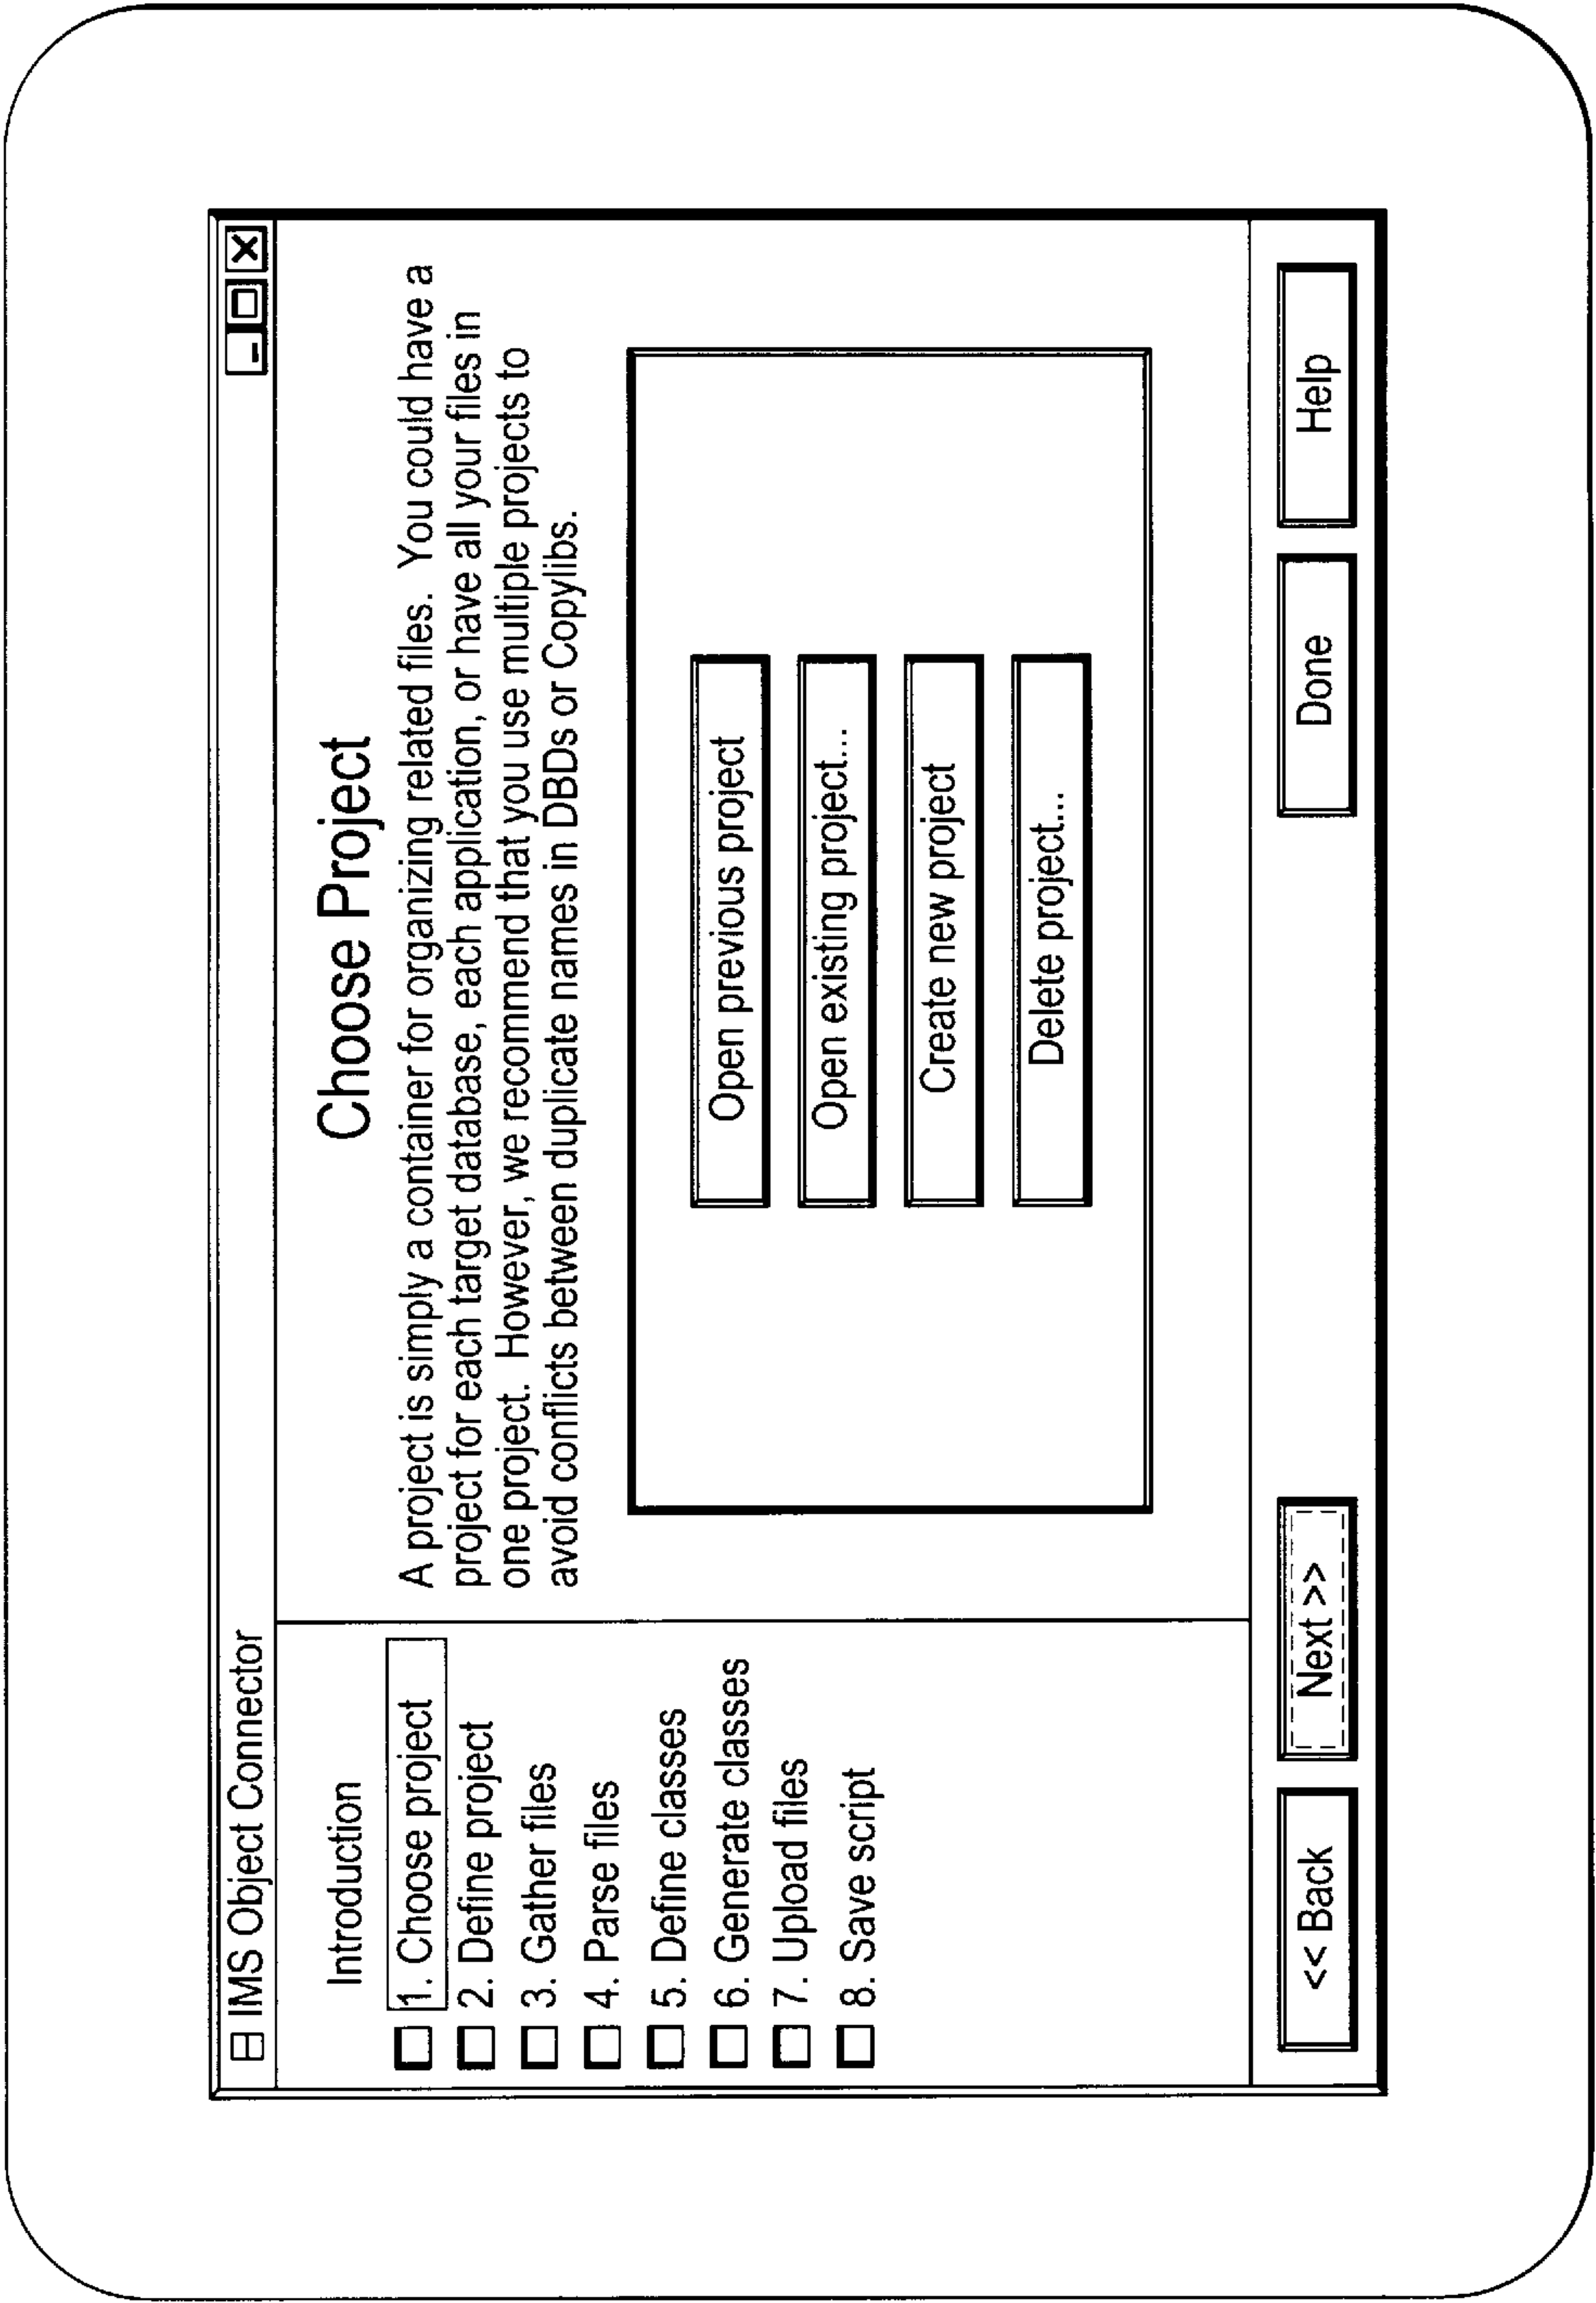 IMS Object Connector
Introduction
1. Choose project
2. Define project
3. Gather files
4. Parse files
5. Define classes
6. Generate classes
7. Upload files
8. Save script
Choose Project
A project is simply a container for organizing related files. You could have a
project for each target database, each application, or have all your files in
one project. However, we recommend that you use multiple projects to
avoid conflicts between duplicate names in DBDs or Copylibs.
Open previous project
Open existing project...
Create new project
Delete project...
<< Back
Next >>
Done
Help